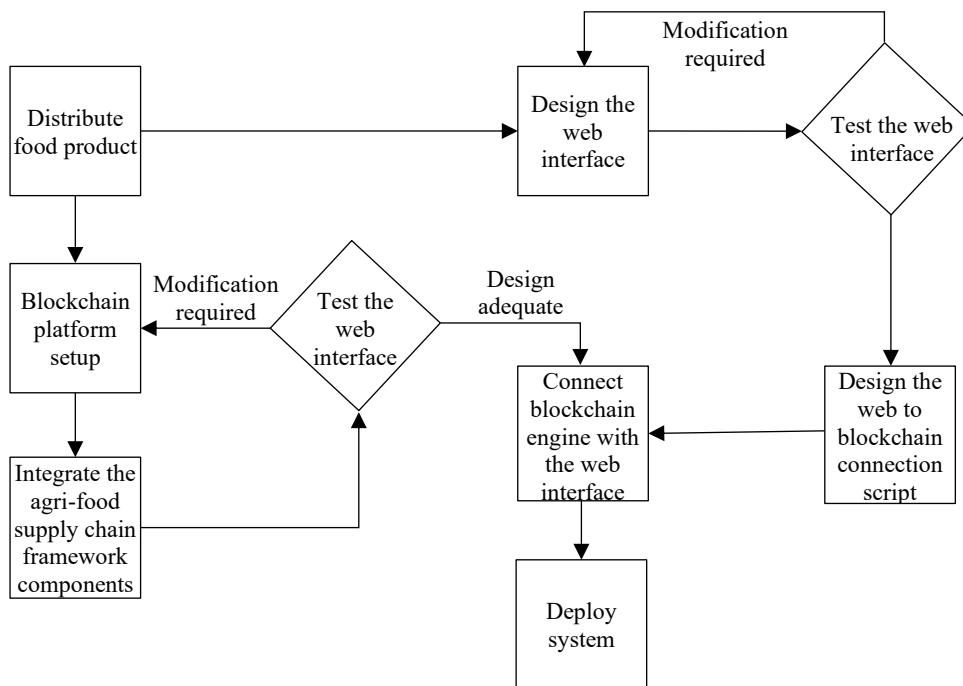 Modification
required
Distribute
food product
Design the
web
interface
Test the web
interface
Blockchain
platform
setup
Modification
required
Test the
web
interface
Design
adequate
Connect
blockchain
engine with
the web
interface
Design the
web to
blockchain
connection
script
Integrate the
agri-food
supply chain
framework
components
Deploy
system